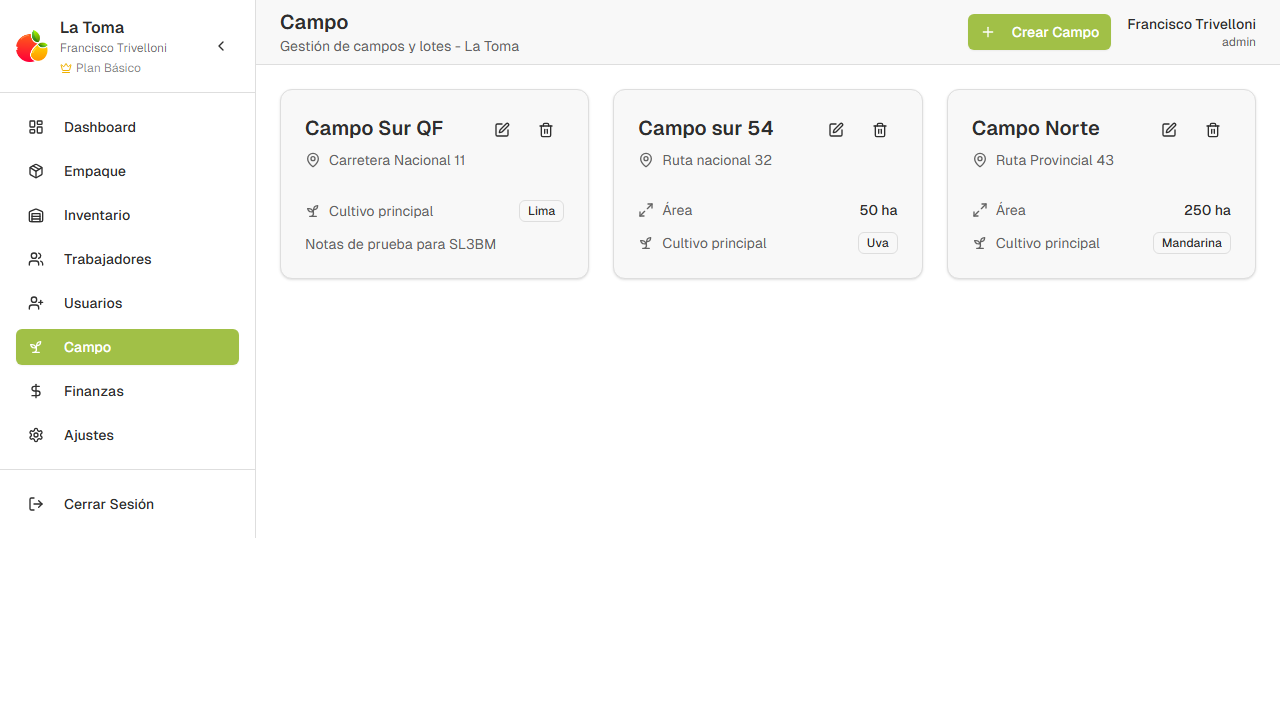 La Toma
Francisco Trivelloni
Plan Básico
Dashboard
Empaque
Inventario
Trabajadores
Usuarios
Campo
Finanzas
Ajustes
Cerrar Sesión
Campo
Gestión de campos y lotes - La Toma
Crear Campo
Francisco Trivelloni
admin
Campo Sur QF
Carretera Nacional 11
Cultivo principal Lima
Notas de prueba para SL3BM
Campo sur 54
Ruta nacional 32
Área 50 ha
Cultivo principal Uva
Campo Norte
Ruta Provincial 43
Área 250 ha
Cultivo principal Mandarina